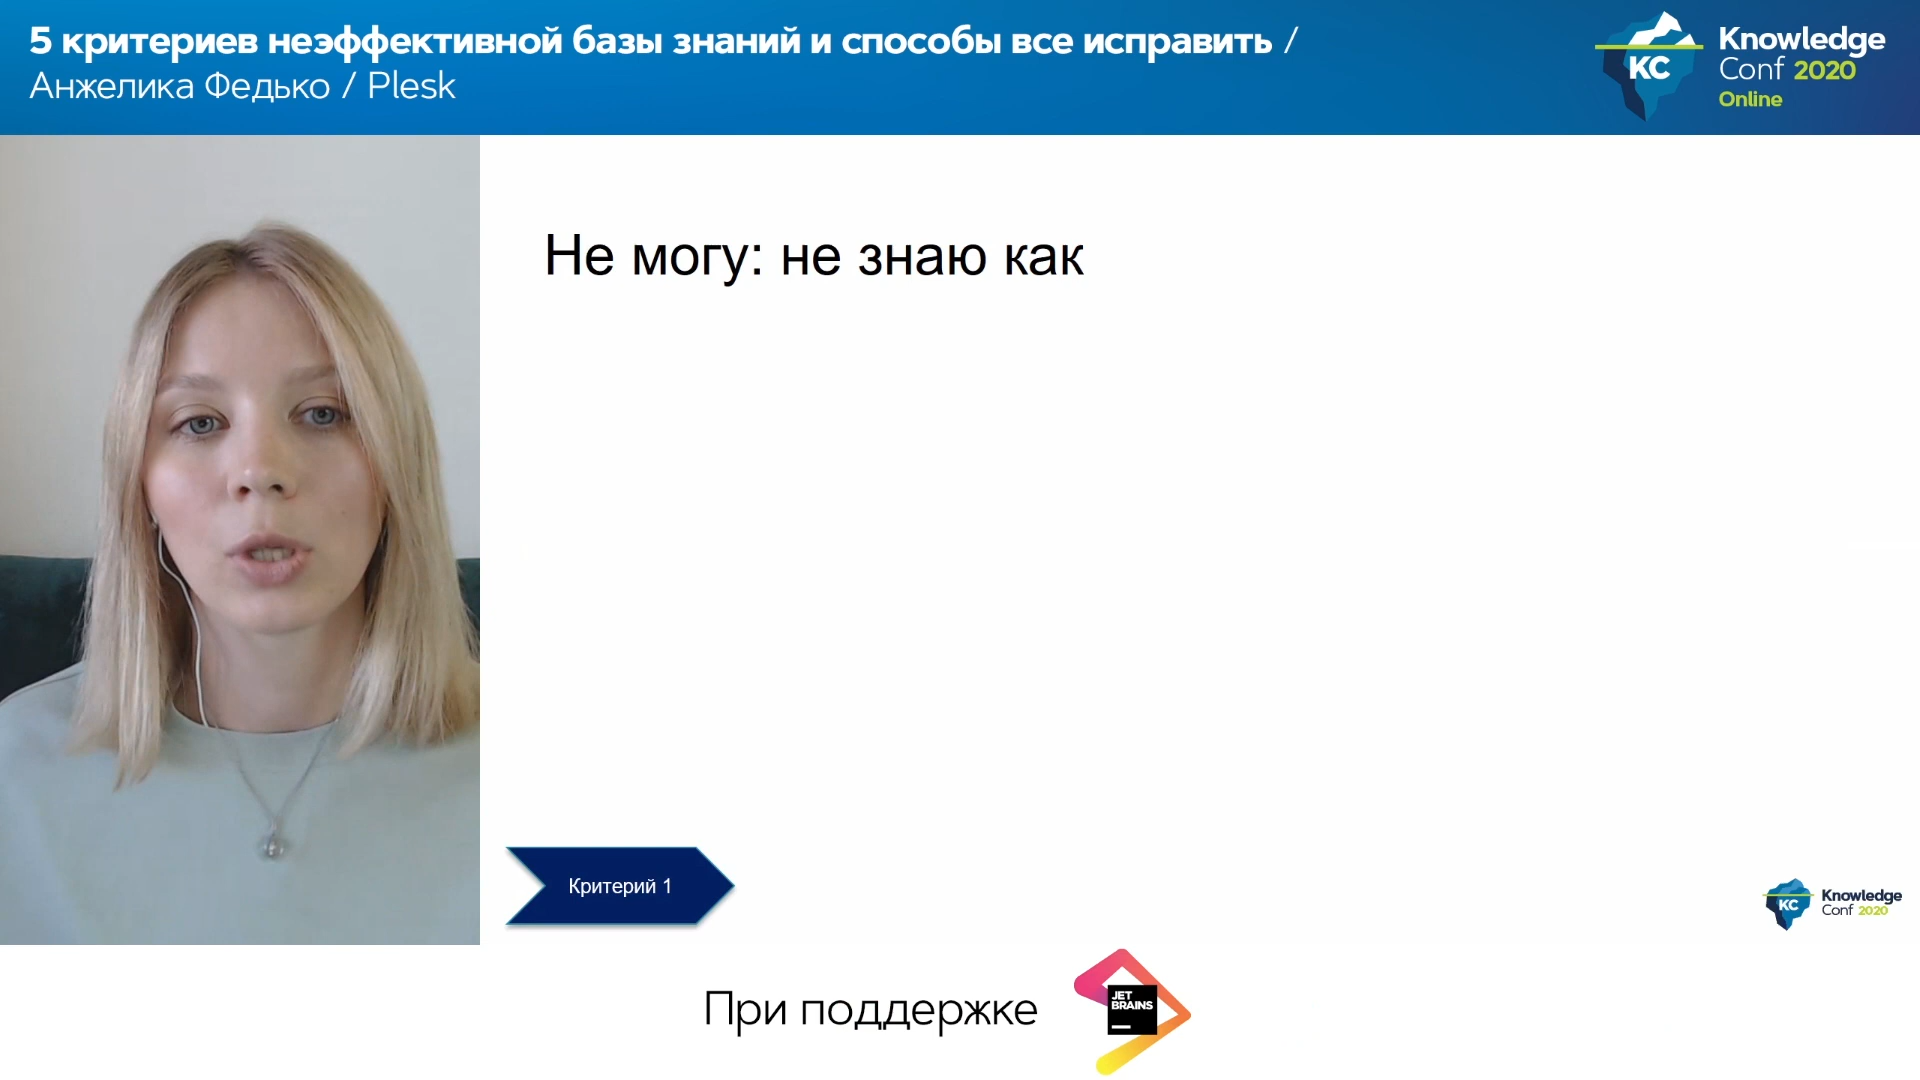 5 критериев неэффективной базы знаний и способы все исправить /
Анжелика Федько / Plesk
KC
Knowledge
Conf 2020
Online
Не могу: не знаю как
Критерий 1
KC
Knowledge
Conf 2020
При поддержке
JET
BRAINS